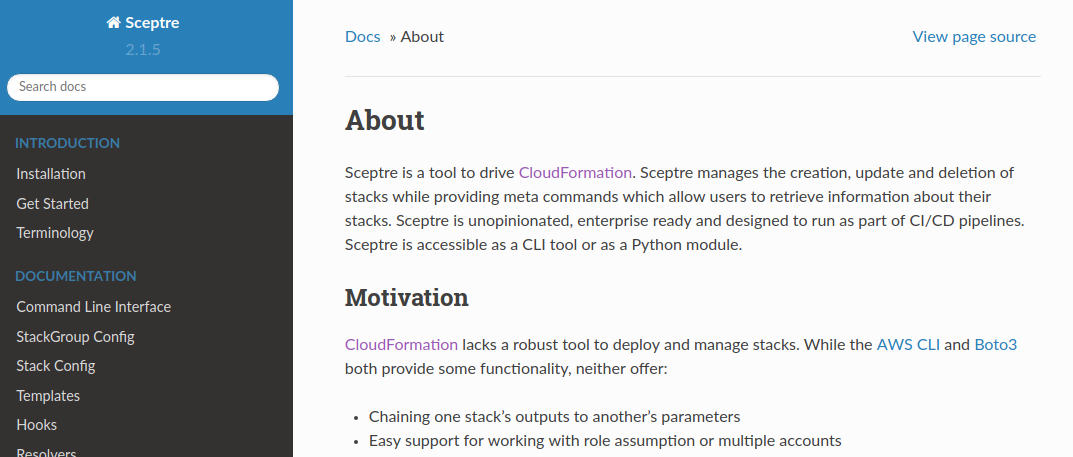 Sceptre
2.1.5
Search docs
INTRODUCTION
Installation
Get Started
Terminology
DOCUMENTATION
Command Line Interface
StackGroup Config
Stack Config
Templates
Hooks
Resolvers
Docs » About
View page source
About
Sceptre is a tool to drive CloudFormation. Sceptre manages the creation, update and deletion of
stacks while providing meta commands which allow users to retrieve information about their
stacks. Sceptre is unopinionated, enterprise ready and designed to run as part of CI/CD pipelines.
Sceptre is accessible as a CLI tool or as a Python module.
Motivation
CloudFormation lacks a robust tool to deploy and manage stacks. While the AWS CLI and Boto3
both provide some functionality, neither offer:
• Chaining one stack’s outputs to another’s parameters
• Easy support for working with role assumption or multiple accounts